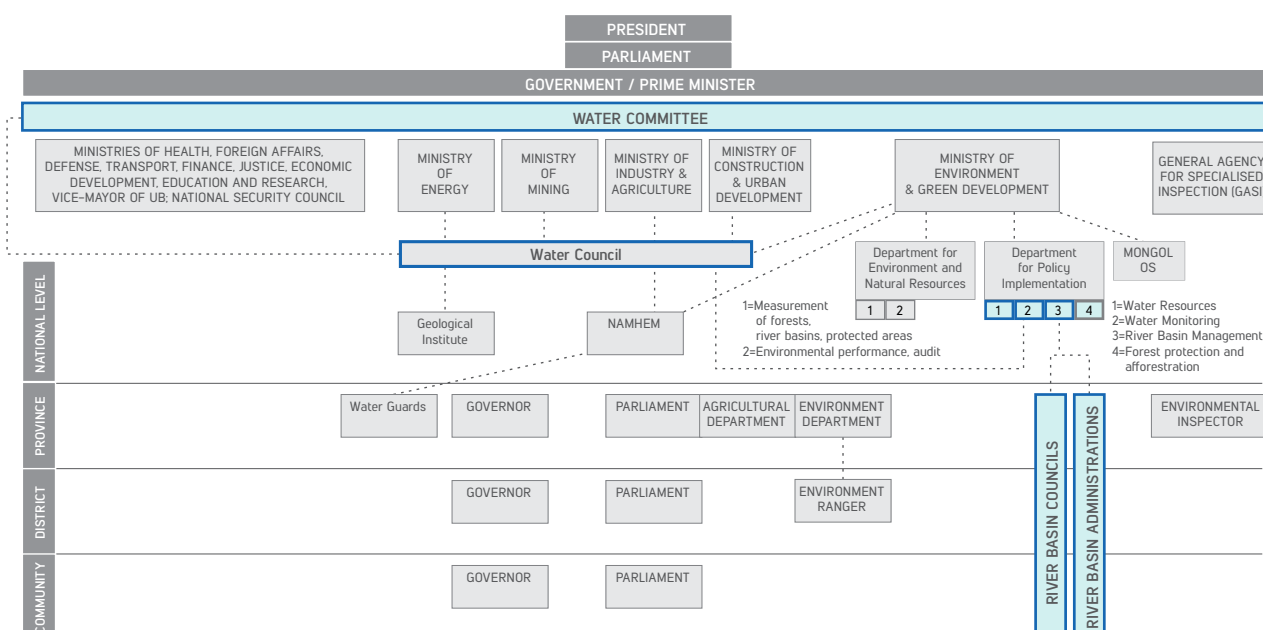 PRESIDENT
PARLIAMENT
GOVERNMENT / PRIME MINISTER
WATER COMMITTEE
MINISTRIES OF HEALTH, FOREIGN AFFAIRS,
DEFENSE, TRANSPORT, FINANCE, JUSTICE, ECONOMIC
DEVELOPMENT, EDUCATION AND RESEARCH,
VICE–MAYOR OF UB; NATIONAL SECURITY COUNCIL
MINISTRY
OF
ENERGY
MINISTRY
OF
MINING
MINISTRY OF
INDUSTRY &
AGRICULTURE
MINISTRY OF
CONSTRUCTION
& URBAN
DEVELOPMENT
MINISTRY OF
ENVIRONMENT
& GREEN DEVELOPMENT
GENERAL AGENCY
FOR SPECIALISED
INSPECTION (GASI
Water Council
Department for
Environment and
Natural Resources
1 2
Department
for Policy
Implementation
1 2 3 4
MONGOL
OS
NATIONAL LEVEL
Geological
Institute
NAMHEM
1=Measurement
of forests,
river basins, protected areas
2=Environmental performance, audit
1=Water Resources
2=Water Monitoring
3=River Basin Management
4=Forest protection and
afforestration
PROVINCE
Water Guards
GOVERNOR
PARLIAMENT
AGRICULTURAL
DEPARTMENT
ENVIRONMENT
DEPARTMENT
RIVER BASIN COUNCILS
RIVER BASIN ADMINISTRATIONS
ENVIRONMENTAL
INSPECTOR
DISTRICT
GOVERNOR
PARLIAMENT
ENVIRONMENT
RANGER
COMMUNITY
GOVERNOR
PARLIAMENT